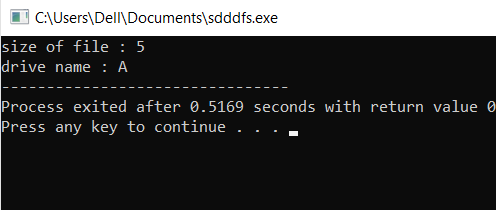 C:\Users\Dell\Documents\sdddfs.exe
size of file : 5
drive name : A
--------------------------------
Process exited after 0.5169 seconds with return value 0
Press any key to continue . . .